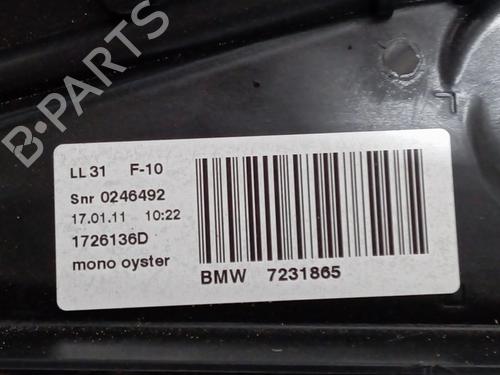 B-PARTS
LL 31 F-10
Snr 0246492
17.01.11 10:22
1726136D
mono oyster
BMW 7231865
L